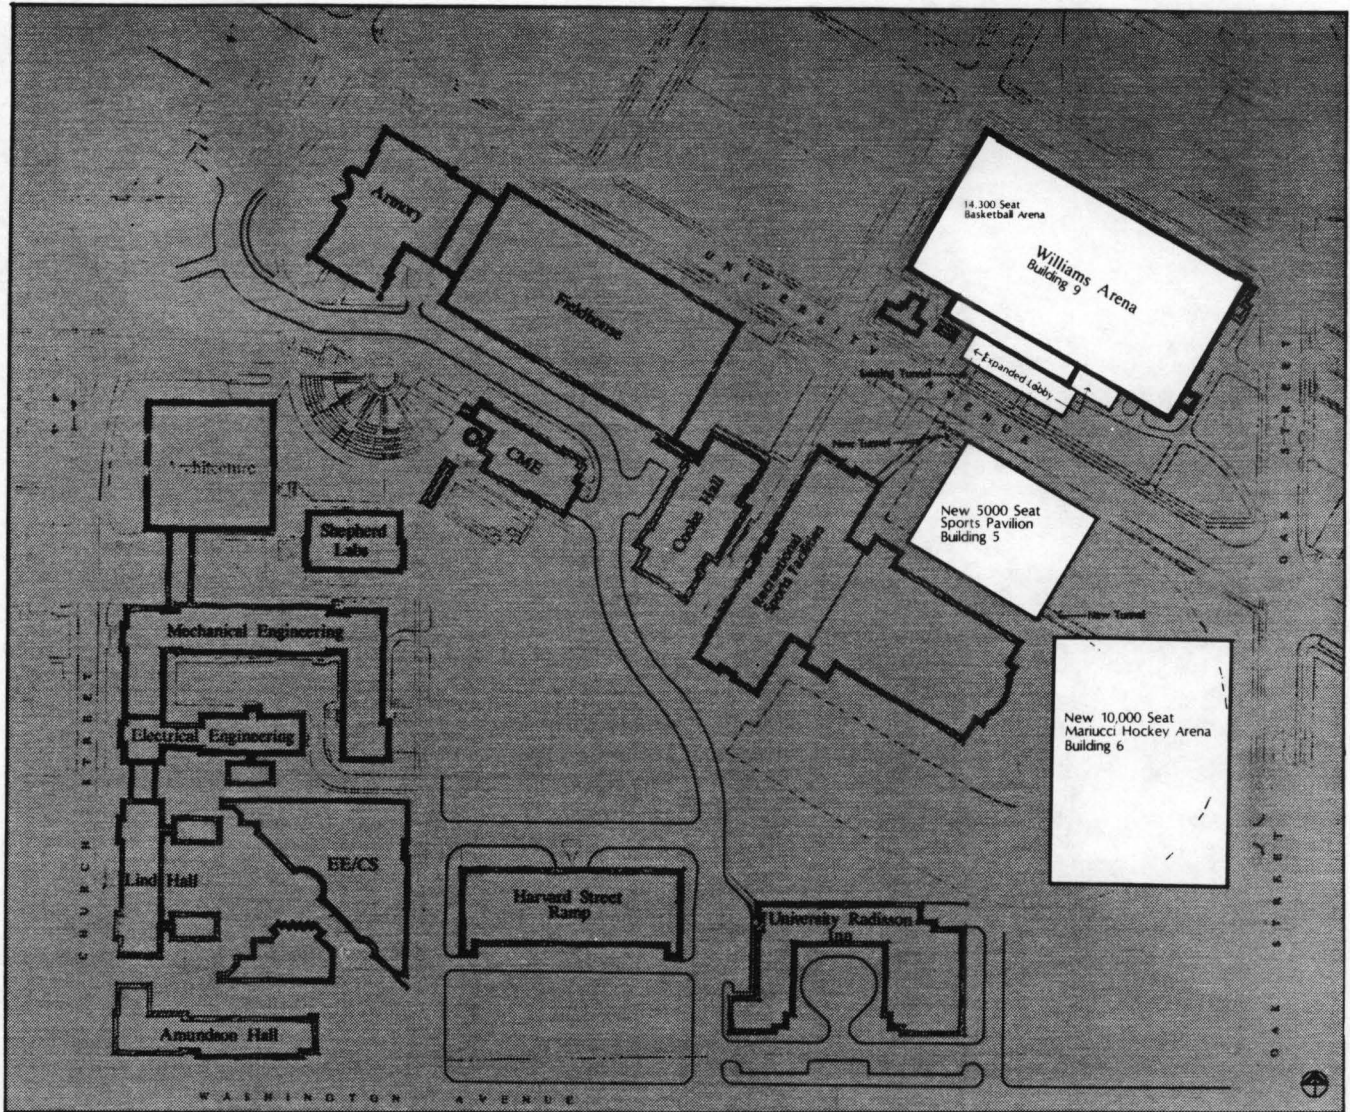 Armory
14,300 Seat
Basketball Arena
Williams Arena
Building 9
UNIVERSITY AVENUE
Fieldhouse
Existing Tunnel
←Expanded Lobby
OAK STREET
New Tunnel
CME
Architecture
Cooke Hall
Shepherd
Labs
New 5000 Seat
Sports Pavilion
Building 5
Recreational
Sports Facilities
New Tunnel
Mechanical Engineering
CHURCH STREET
Electrical Engineering
New 10,000 Seat
Mariucci Hockey Arena
Building 6
EE/CS
Lind Hall
Harvard Street
Ramp
University Radisson
Inn
OAK STREET
Amundson Hall
WASHINGTON AVENUE